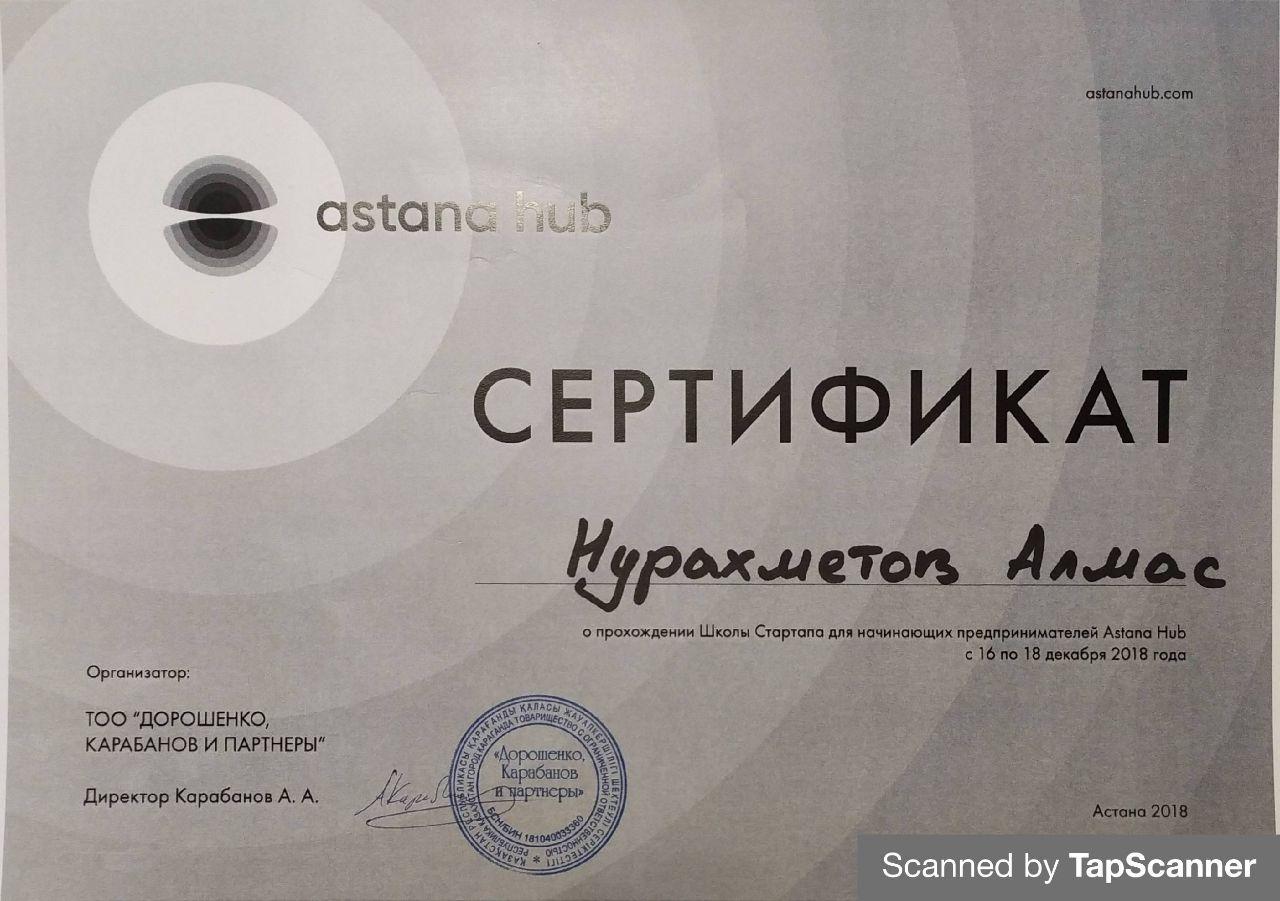 astanahub.com
astana hub
СЕРТИФИКАТ
Нурахметов Алмас
о прохождении Школы Стартапа для начинающих предпринимателей Astana Hub
с 16 по 18 декабря 2018 года
Организатор:
ТОО “ДОРОШЕНКО,
КАРАБАНОВ И ПАРТНЕРЫ”
Директор Карабанов А. А.
ҚАЗАҚСТАН РЕСПУБЛИКАСЫ ҚАРАҒАНДЫ ҚАЛАСЫ ЖАУАПКЕРШІЛІГІ ШЕКТЕУЛІ СЕРІКТЕСТІГІ
РЕСПУБЛИКА КАЗАХСТАН ГОРОД КАРАГАНДА ТОВАРИЩЕСТВО С ОГРАНИЧЕННОЙ ОТВЕТСТВЕННОСТЬЮ
«Дорошенко,
Карабанов
и партнеры»
БСН/БИН 181040033360
Астана 2018
Scanned by TapScanner